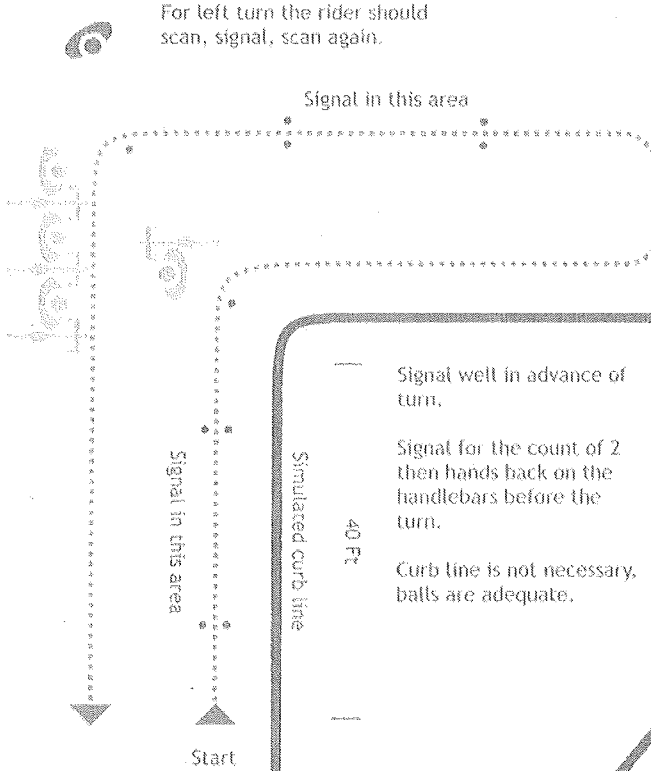 For left turn the rider should
scan, signal, scan again.
Signal in this area
Signal well in advance of
turn.
Signal for the count of 2
then hands back on the
handlebars before the
turn.
Curb line is not necessary,
balls are adequate.
Signal in this area
Simulated curb line
40 Ft
Start